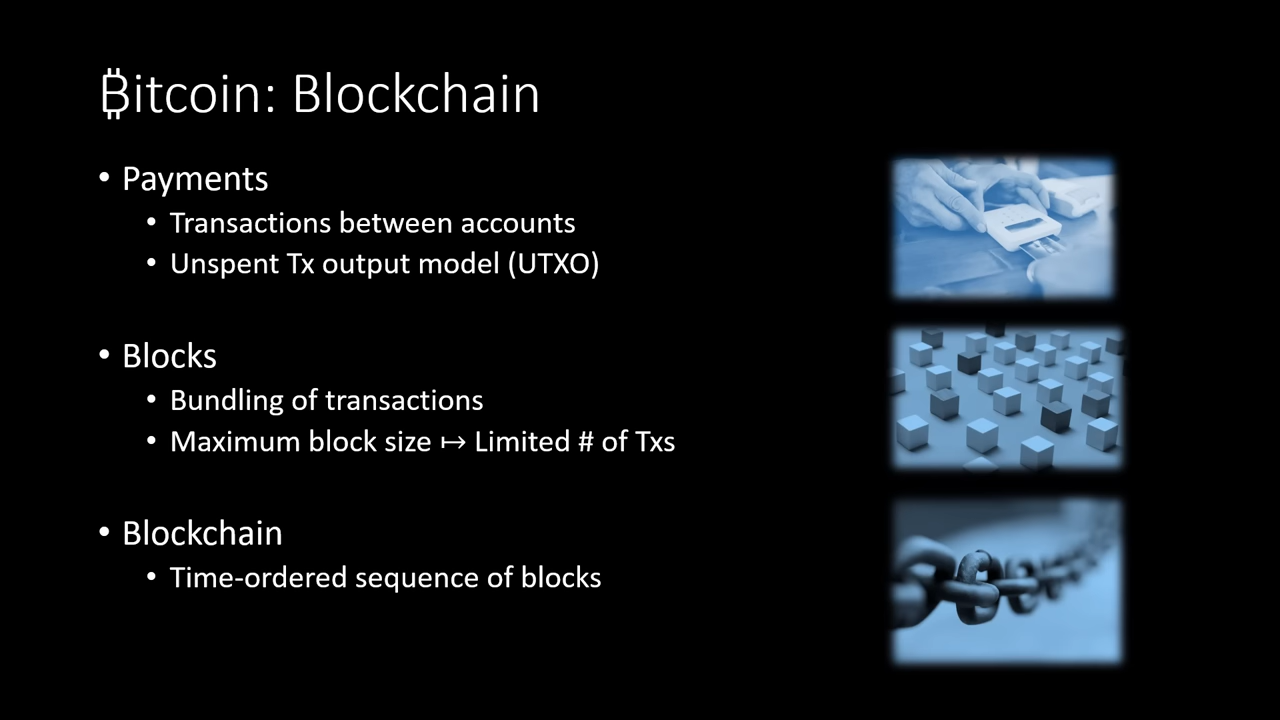 ₿itcoin: Blockchain
• Payments
• Transactions between accounts
• Unspent Tx output model (UTXO)
• Blocks
• Bundling of transactions
• Maximum block size ↦ Limited # of Txs
• Blockchain
• Time-ordered sequence of blocks